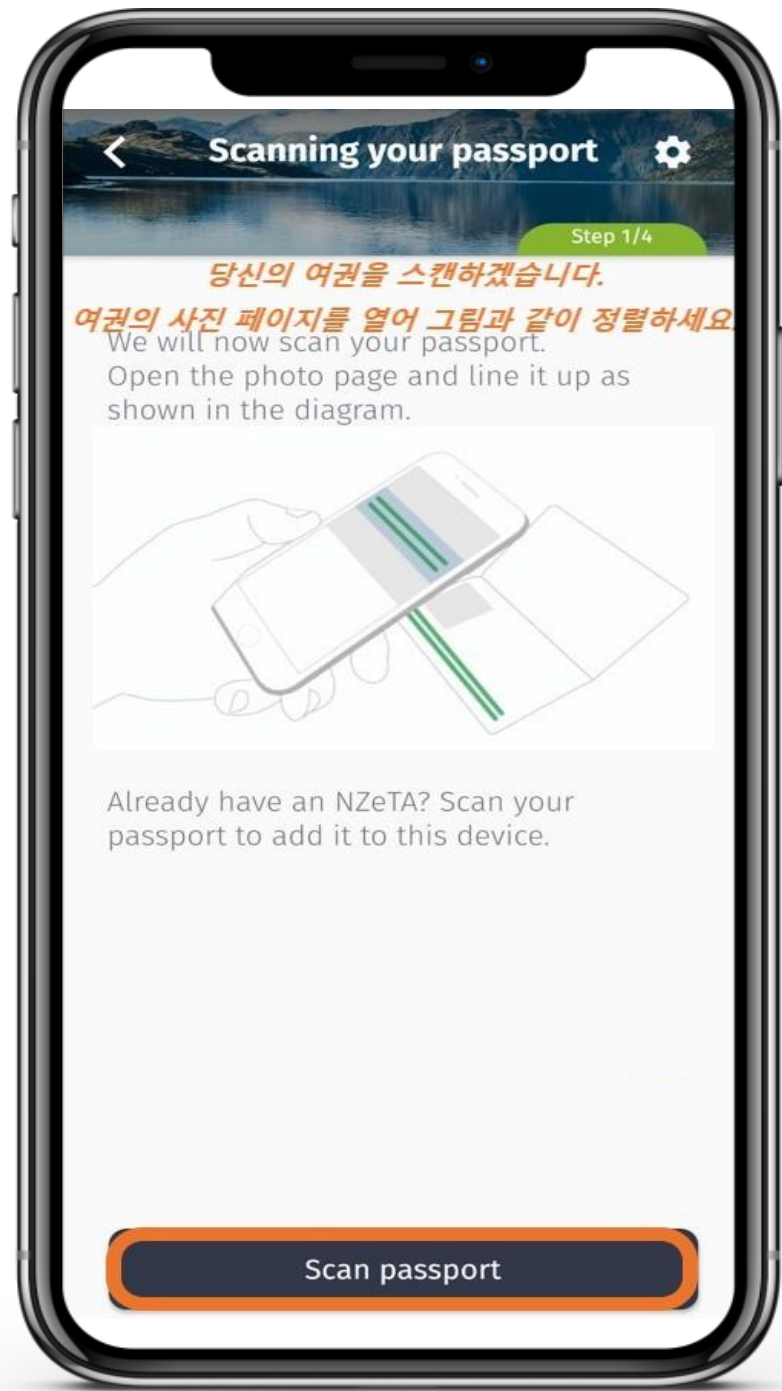 Scanning your passport
Step 1/4
당신의 여권을 스캔하겠습니다.
여권의 사진 페이지를 열어 그림과 같이 정렬하세요.
We will now scan your passport.
Open the photo page and line it up as
shown in the diagram.
Already have an NZeTA? Scan your
passport to add it to this device.
Scan passport